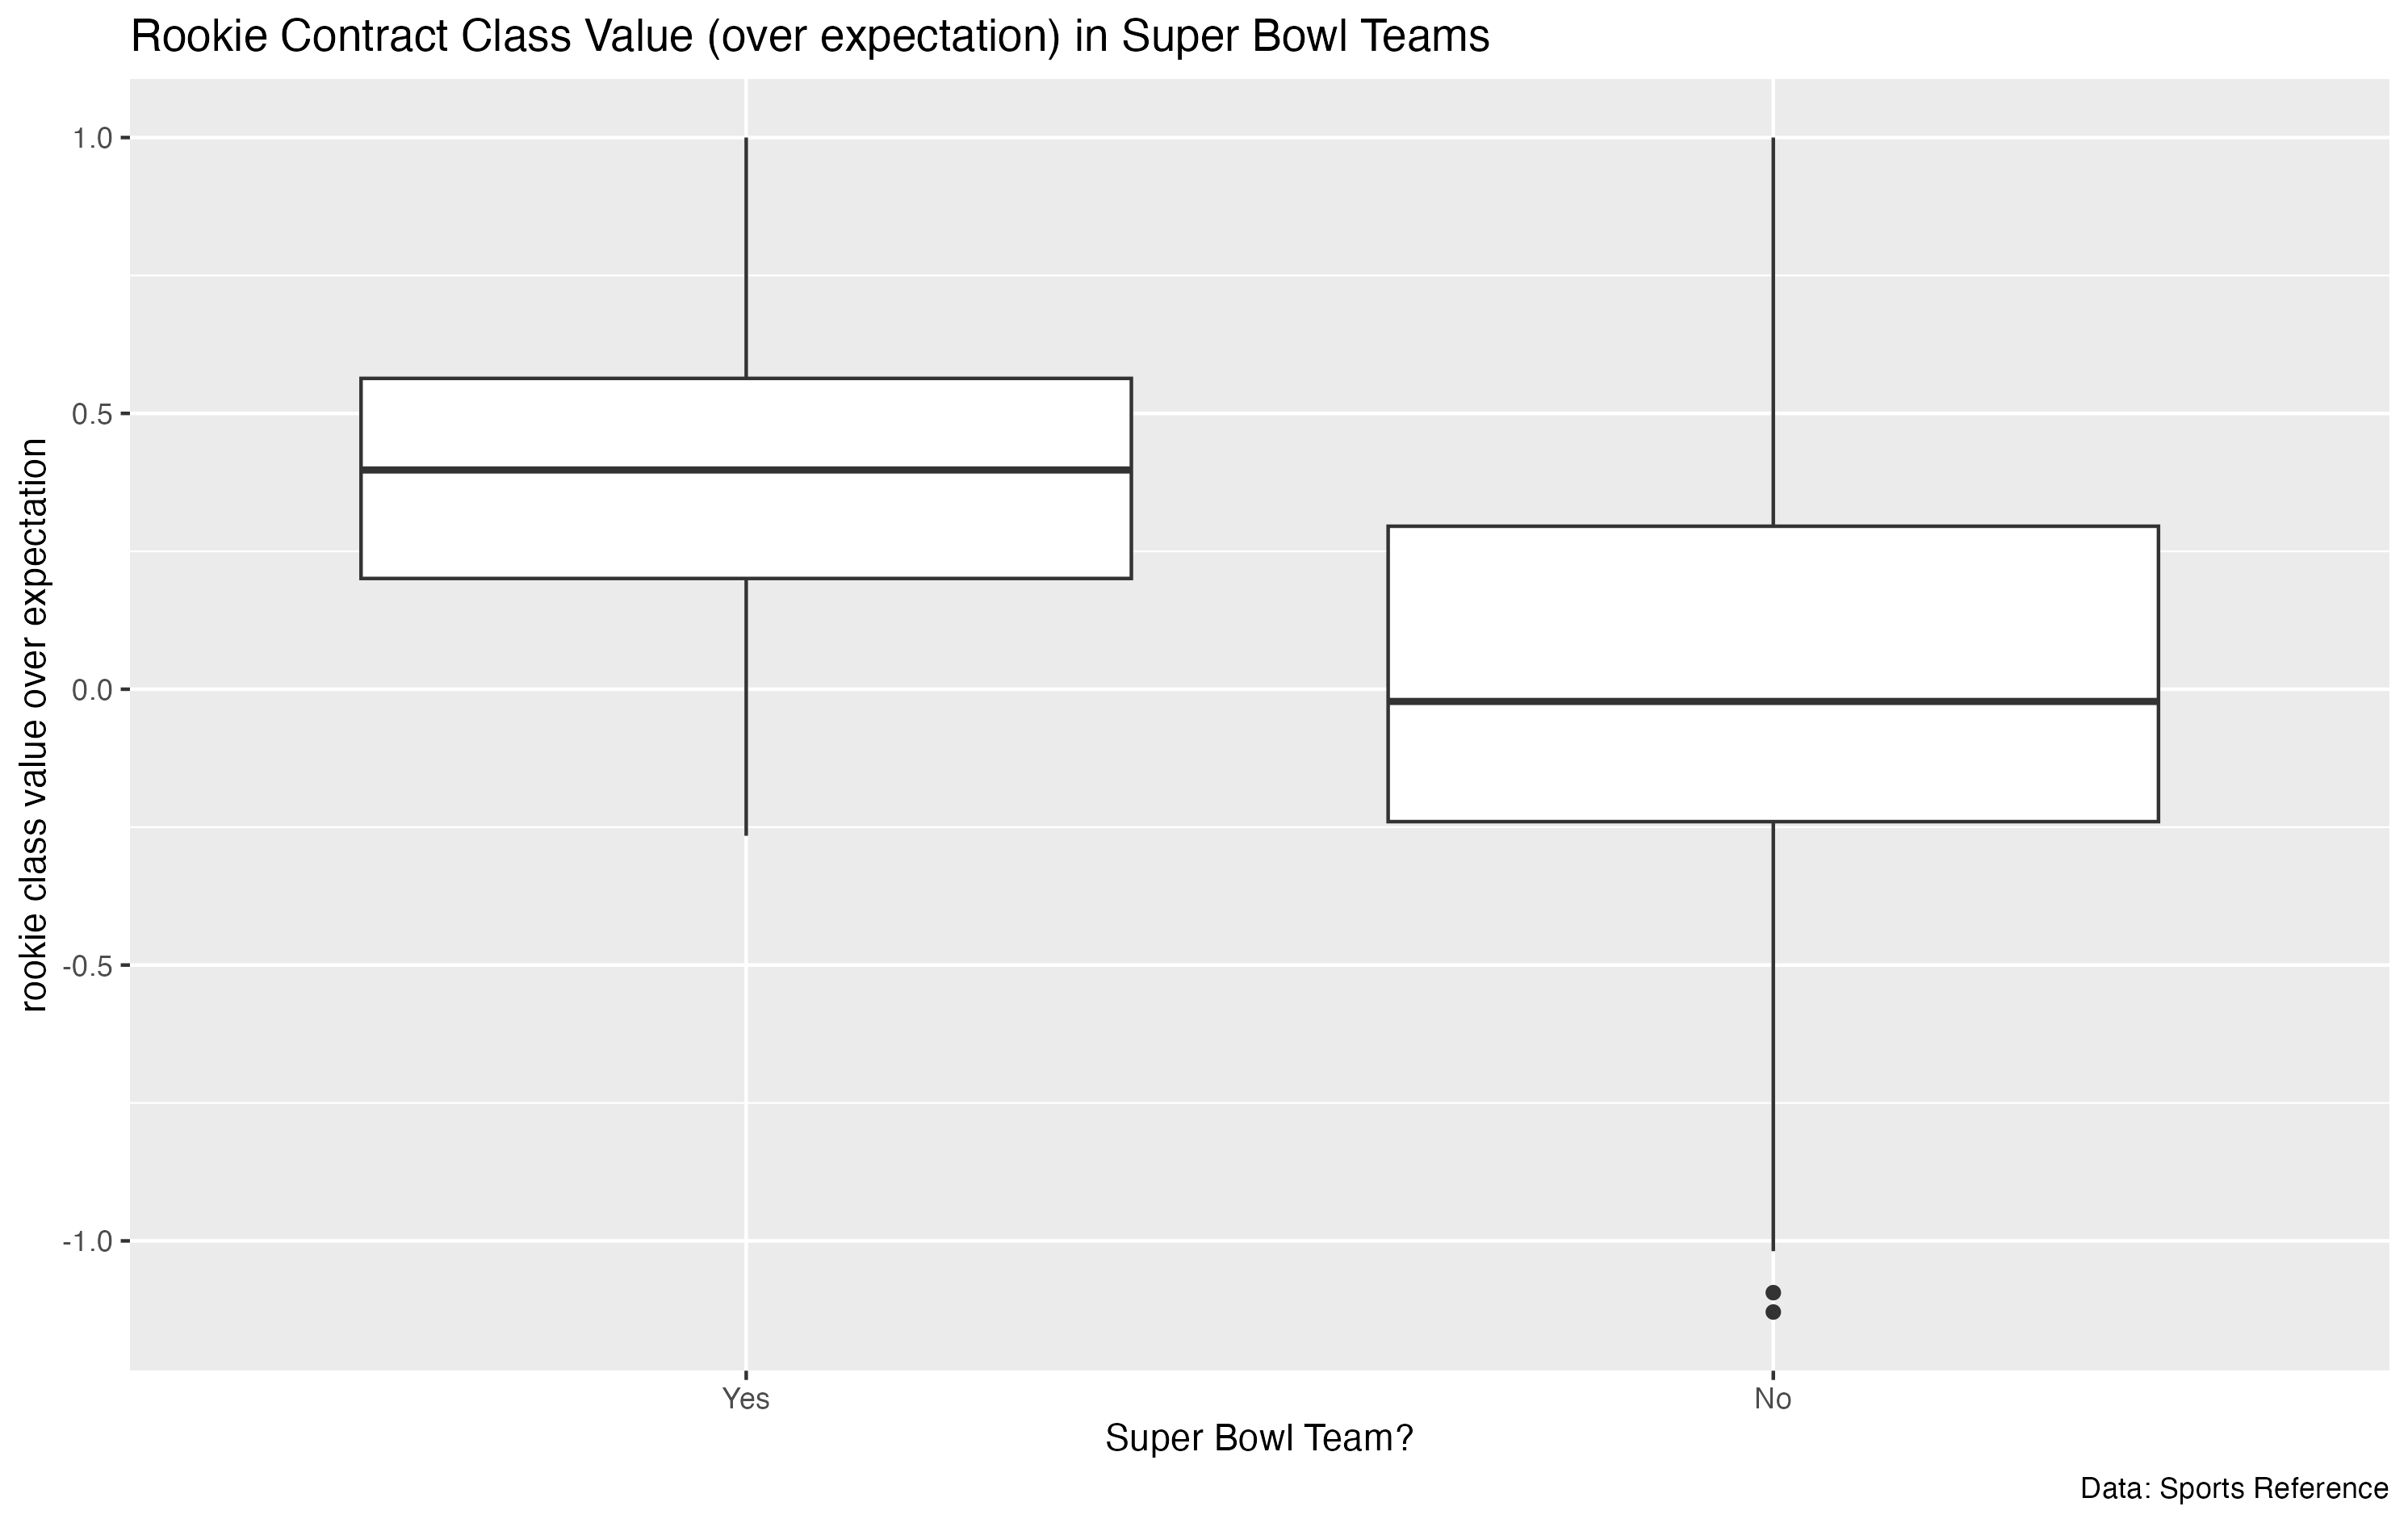 Rookie Contract Class Value (over expectation) in Super Bowl Teams
rookie class value over expectation
1.0
0.5
0.0
-0.5
-1.0
Yes
No
Super Bowl Team?
Data: Sports Reference